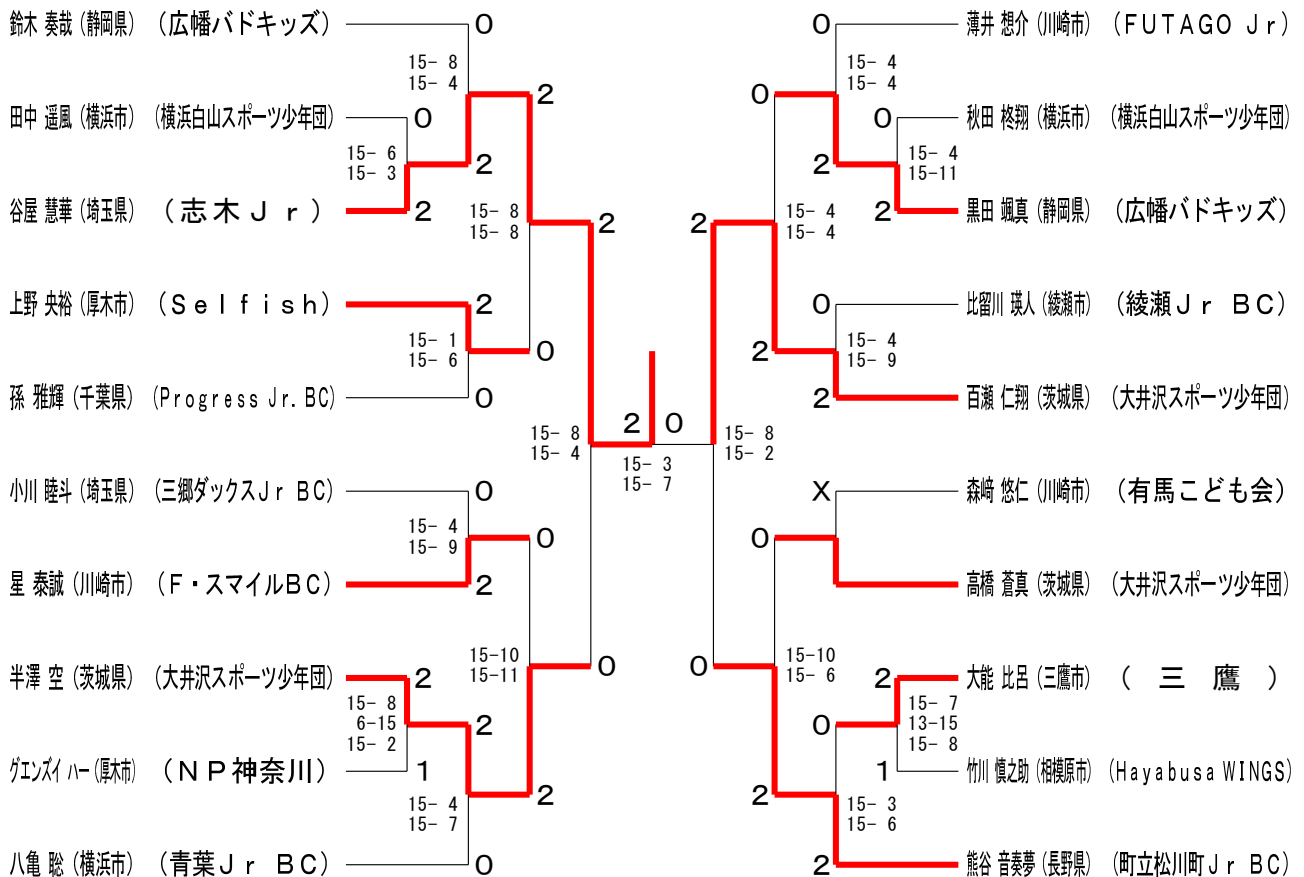 鈴木 奏哉 (静岡県) (広幡バドキッズ) 0
15- 8
15- 4
2
田中 遥風 (横浜市) (横浜白山スポーツ少年団) 0
15- 6
15- 3
2
谷屋 慧華 (埼玉県) (志木Jr) 2
15- 8
15- 8
2
上野 央裕 (厚木市) (Selfish) 2
15- 1
15- 6
0
孫 雅輝 (千葉県) (Progress Jr. BC) 0
15- 8
15- 4
小川 睦斗 (埼玉県) (三郷ダックスJr BC) 0
15- 4
15- 9
0
星 泰誠 (川崎市) (F・スマイルBC) 2
15-10
15-11
0
半澤 空 (茨城県) (大井沢スポーツ少年団) 2
15- 8
6-15
15- 2
2
グエンズイ ハー (厚木市) (NP神奈川) 1
15- 4
15- 7
2
八亀 聡 (横浜市) (青葉Jr BC) 0
2 0
15- 3
15- 7
0 薄井 想介 (川崎市) (FUTAGO Jr)
15- 4
15- 4
0
0 秋田 柊翔 (横浜市) (横浜白山スポーツ少年団)
15- 4
15-11
2
2 黒田 颯真 (静岡県) (広幡バドキッズ)
15- 4
15- 4
2
0 比留川 瑛人 (綾瀬市) (綾瀬Jr BC)
15- 4
15- 9
2
2 百瀬 仁翔 (茨城県) (大井沢スポーツ少年団)
15- 8
15- 2
X 森﨑 悠仁 (川崎市) (有馬こども会)
0
高橋 蒼真 (茨城県) (大井沢スポーツ少年団)
15-10
15- 6
0
2 大能 比呂 (三鷹市) (三鷹)
15- 7
13-15
15- 8
0
1 竹川 慎之助 (相模原市) (Hayabusa WINGS)
15- 3
15- 6
2
2 熊谷 音奏夢 (長野県) (町立松川町Jr BC)